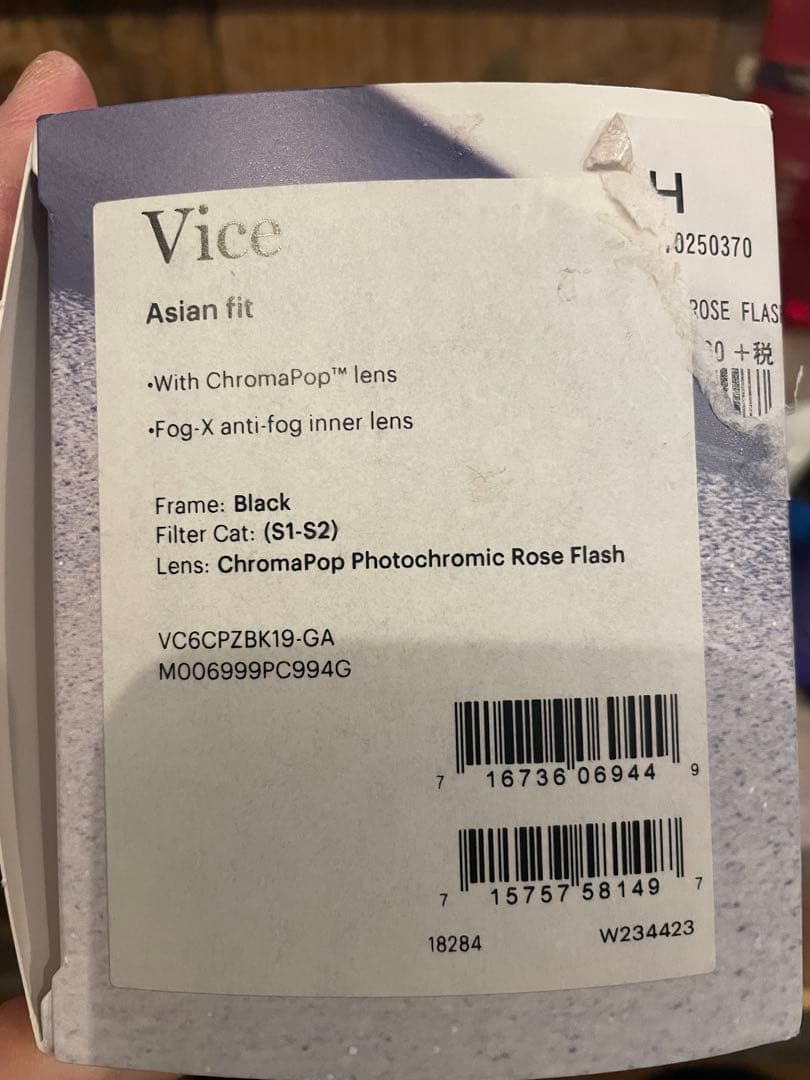 Vice
Asian fit
•With ChromaPop™ lens
•Fog-X anti-fog inner lens
Frame: Black
Filter Cat: (S1-S2)
Lens: ChromaPop Photochromic Rose Flash
VC6CPZBK19-GA
M006999PC994G
7 16736 06944 9
7 15757 58149 7
18284
W234423
0250370
ROSE FLAS
0 +税